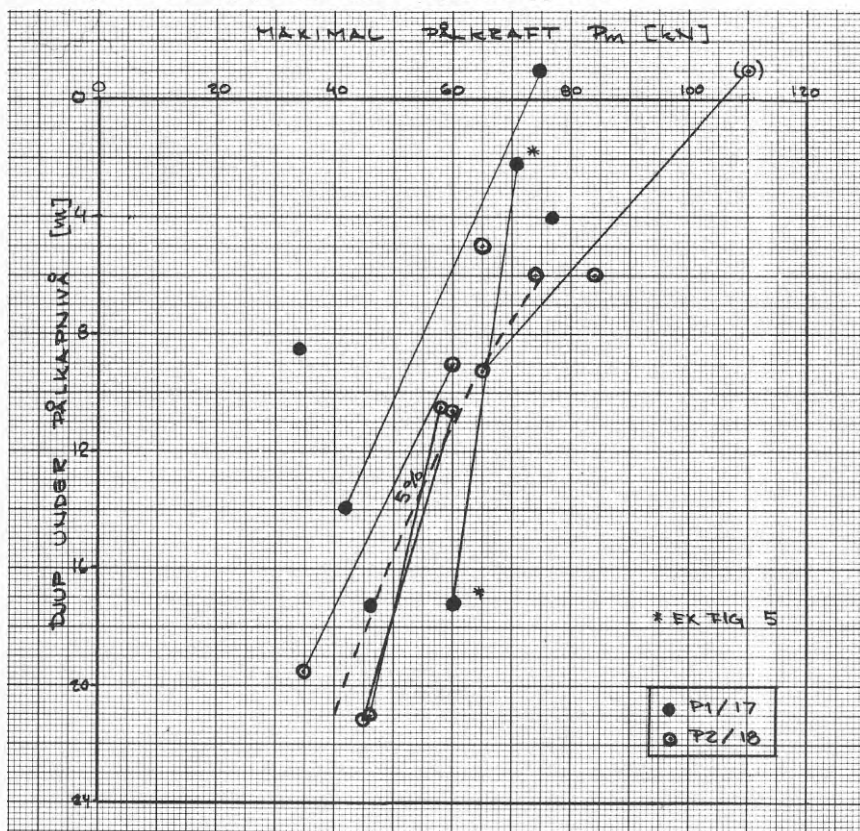 MAXIMAL PÅLKRAFT Pm [kN]
0 20 40 60 80 100 120
0
4
8
12
16
20
24
DJUP UNDER PÅLKAPNIVÅ [m]
( )
*
5%
*
* EX FIG 5
P1/17
P2/18